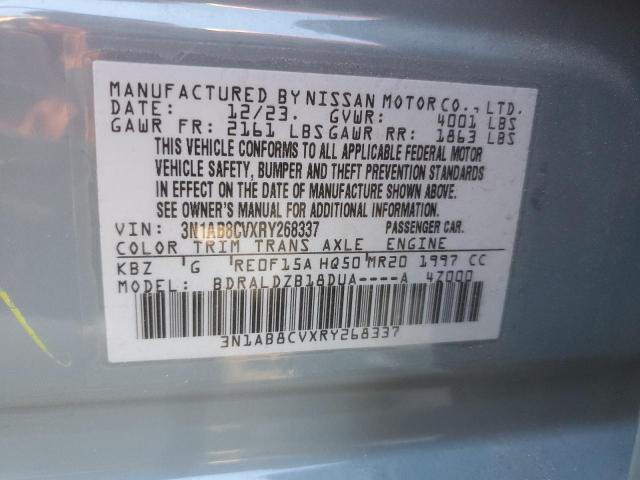 MANUFACTURED BY NISSAN MOTOR CO., LTD.
DATE: 12/23. GVWR: 4001 LBS
GAWR FR: 2161 LBS GAWR RR: 1863 LBS
THIS VEHICLE CONFORMS TO ALL APPLICABLE FEDERAL MOTOR
VEHICLE SAFETY, BUMPER AND THEFT PREVENTION STANDARDS
IN EFFECT ON THE DATE OF MANUFACTURE SHOWN ABOVE.
SEE OWNER'S MANUAL FOR ADDITIONAL INFORMATION.
VIN: 3N1AB8CVXRY268337 PASSENGER CAR.
COLOR TRIM TRANS AXLE ENGINE
KBZ G RE0F15A HQ50 MR20 1997 CC
MODEL: BDRALDZB18DUA----A 4Z000
3N1AB8CVXRY268337